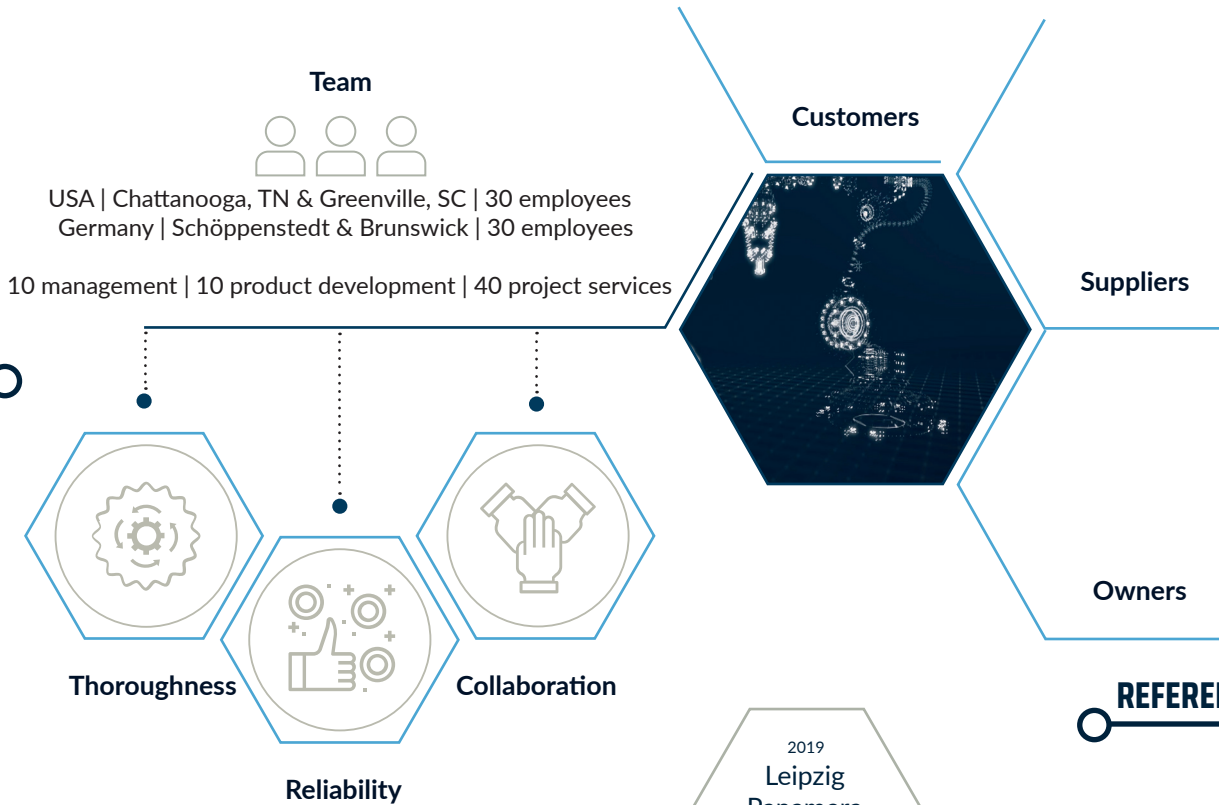 Team
USA | Chattanooga, TN & Greenville, SC | 30 employees
Germany | Schöppenstedt & Brunswick | 30 employees
10 management | 10 product development | 40 project services
Customers
Suppliers
Owners
Thoroughness
Collaboration
Reliability
2019
Leipzig